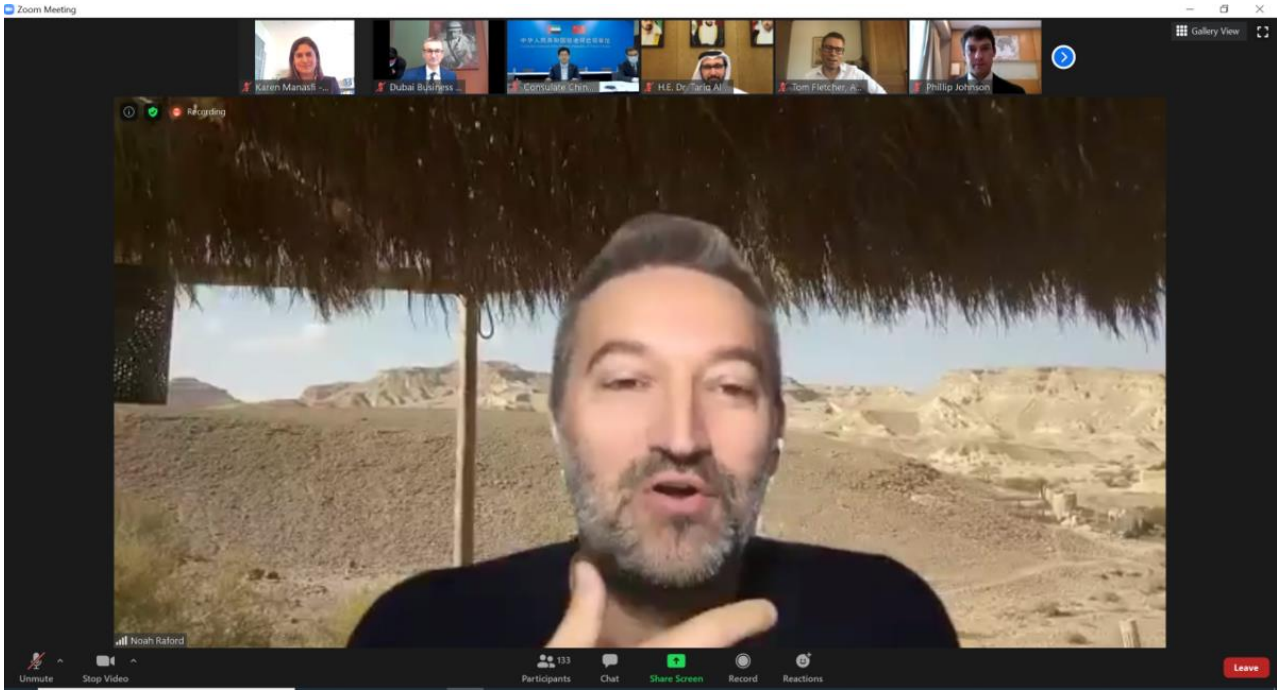 Zoom Meeting
Gallery View
Karen Manasfi -...
Dubai Business ...
Consulate Chin...
H.E. Dr. Tariq Al ...
Tom Fletcher, A...
Phillip Johnson
Recording
Noah Raford
Unmute
Stop Video
Participants
133
Chat
Share Screen
Record
Reactions
Leave